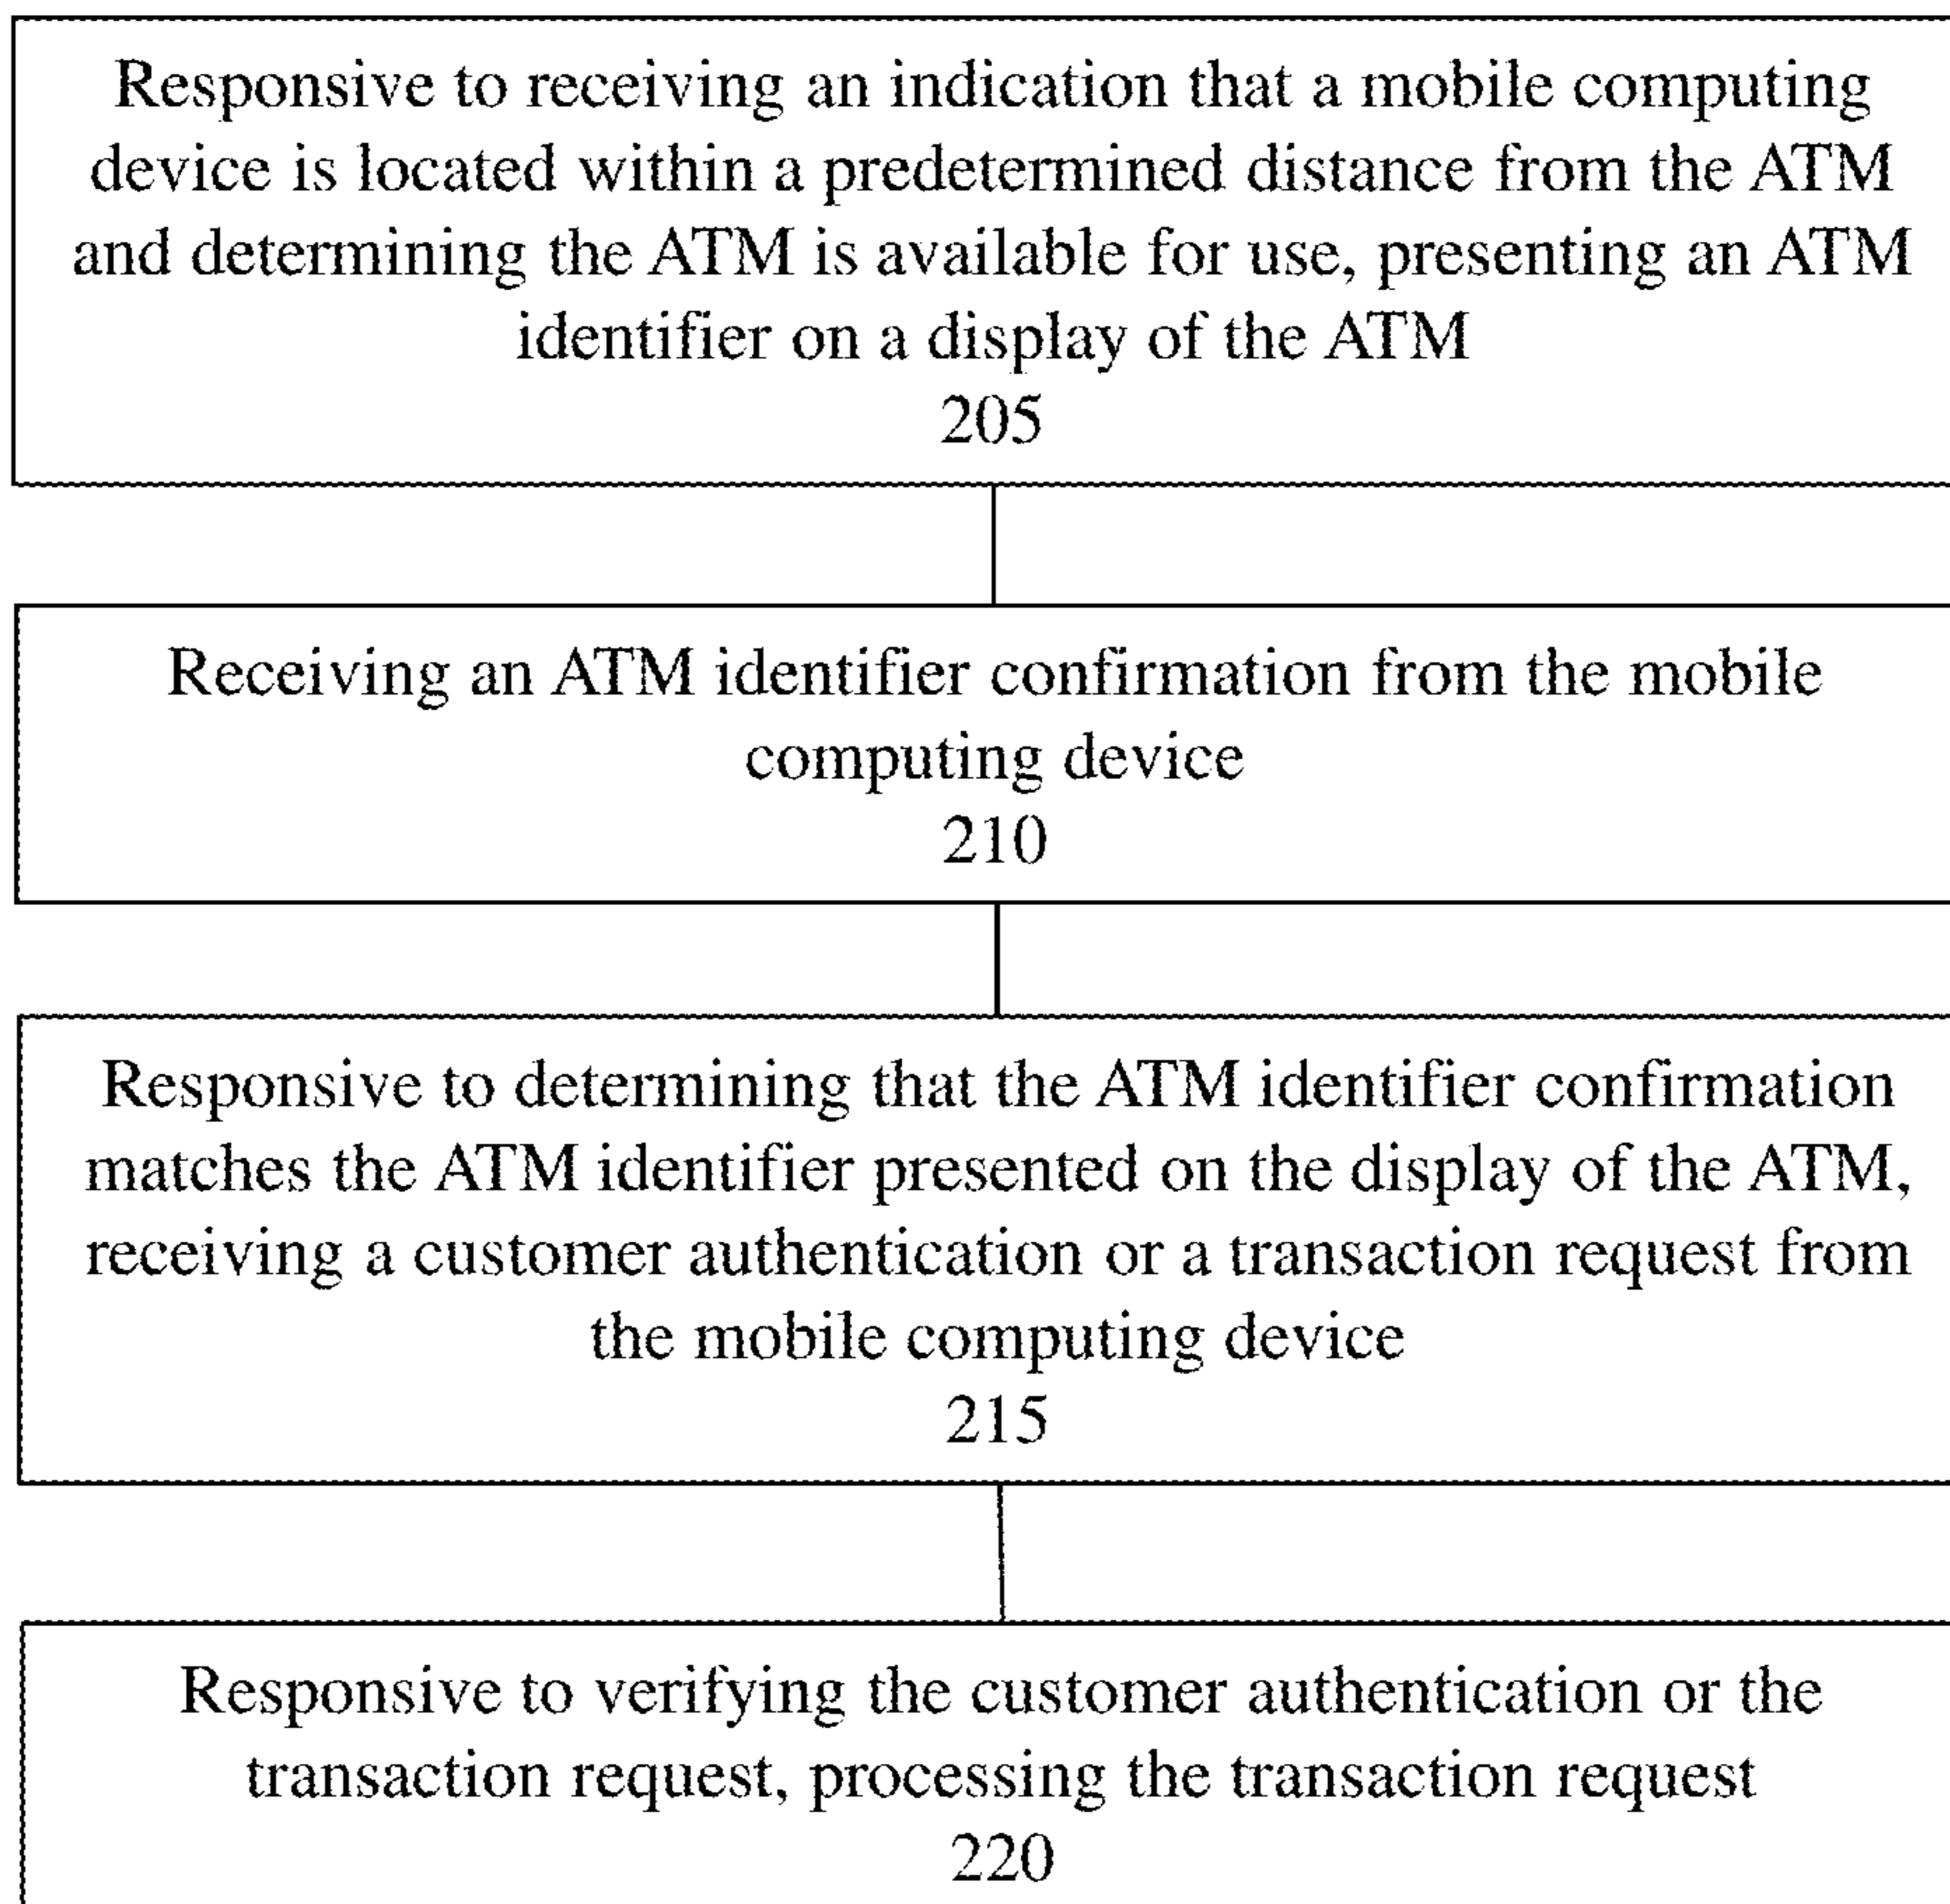 Responsive to receiving an indication that a mobile computing
device is located within a predetermined distance from the ATM
and determining the ATM is available for use, presenting an ATM
identifier on a display of the ATM
205
Receiving an ATM identifier confirmation from the mobile
computing device
210
Responsive to determining that the ATM identifier confirmation
matches the ATM identifier presented on the display of the ATM,
receiving a customer authentication or a transaction request from
the mobile computing device
215
Responsive to verifying the customer authentication or the
transaction request, processing the transaction request
220